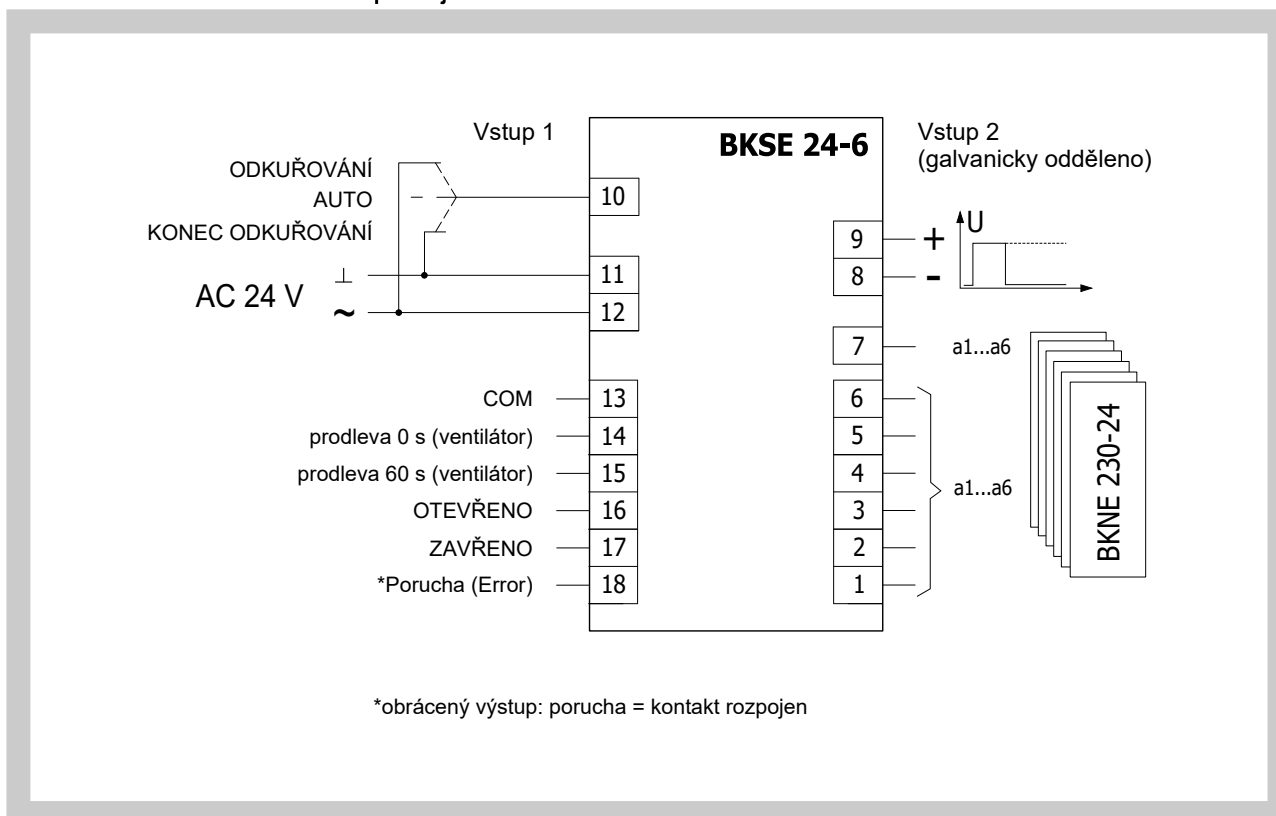 Vstup 1
BKSE 24-6
Vstup 2
(galvanicky odděleno)
ODKUŘOVÁNÍ
AUTO
KONEC ODKUŘOVÁNÍ
AC 24 V
⊥
~
10
11
12
9
+
U
8
-
7
a1...a6
COM
13
prodleva 0 s (ventilátor)
14
prodleva 60 s (ventilátor)
15
OTEVŘENO
16
ZAVŘENO
17
*Porucha (Error)
18
6
5
4
3
2
1
a1...a6
BKNE 230-24
*obrácený výstup: porucha = kontakt rozpojen